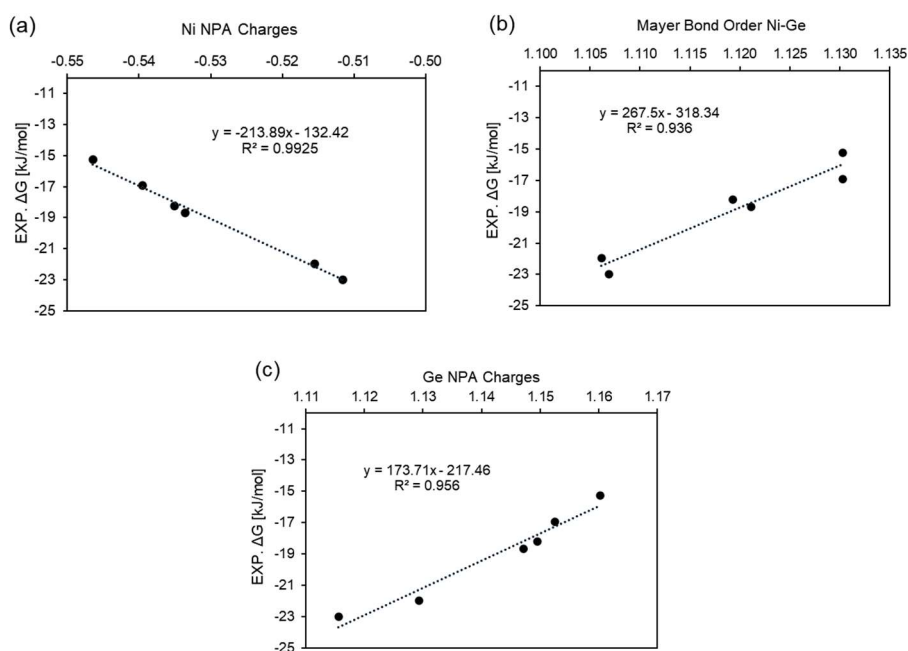 (a)
Ni NPA Charges
-0.55 -0.54 -0.53 -0.52 -0.51 -0.50
-11
-13
-15
-17
-19
-21
-23
-25
EXP. ΔG [kJ/mol]
y = -213.89x - 132.42
R² = 0.9925
(b)
Mayer Bond Order Ni-Ge
1.100 1.105 1.110 1.115 1.120 1.125 1.130 1.135
-11
-13
-15
-17
-19
-21
-23
-25
EXP. ΔG [kJ/mol]
y = 267.5x - 318.34
R² = 0.936
(c)
Ge NPA Charges
1.11 1.12 1.13 1.14 1.15 1.16 1.17
-11
-13
-15
-17
-19
-21
-23
-25
EXP. ΔG [kJ/mol]
y = 173.71x - 217.46
R² = 0.956